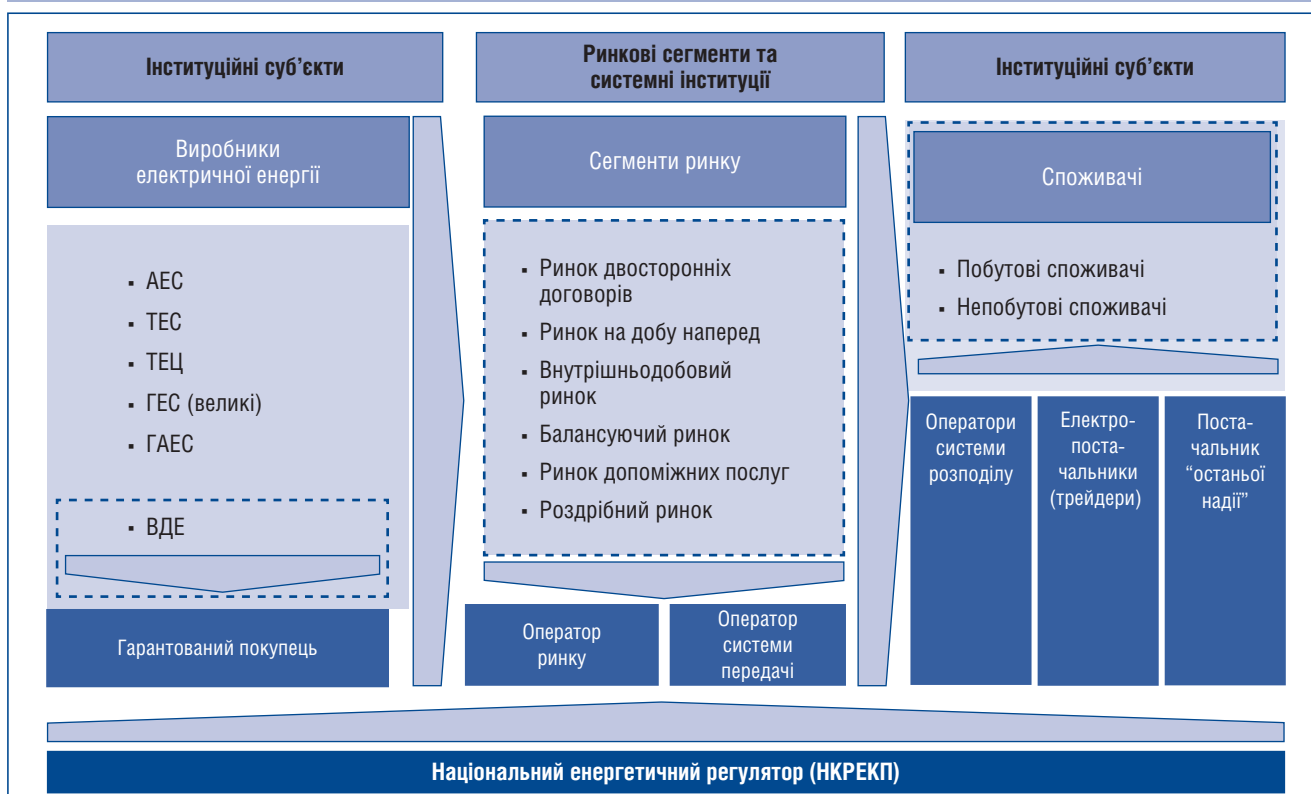 Інституційні суб’єкти
Ринкові сегменти та
системні інституції
Інституційні суб’єкти
Виробники
електричної енергії
▪ АЕС
▪ ТЕС
▪ ТЕЦ
▪ ГЕС (великі)
▪ ГАЕС
▪ ВДЕ
Гарантований покупець
Сегменти ринку
▪ Ринок двосторонніх
договорів
▪ Ринок на добу наперед
▪ Внутрішньодобовий
ринок
▪ Балансуючий ринок
▪ Ринок допоміжних послуг
▪ Роздрібний ринок
Оператор
ринку
Оператор
системи
передачі
Споживачі
▪ Побутові споживачі
▪ Непобутові споживачі
Оператори
системи
розподілу
Електро-
поста-
чальники
(трейдери)
Поста-
чальник
“останьої
надії”
Національний енергетичний регулятор (НКРЕКП)